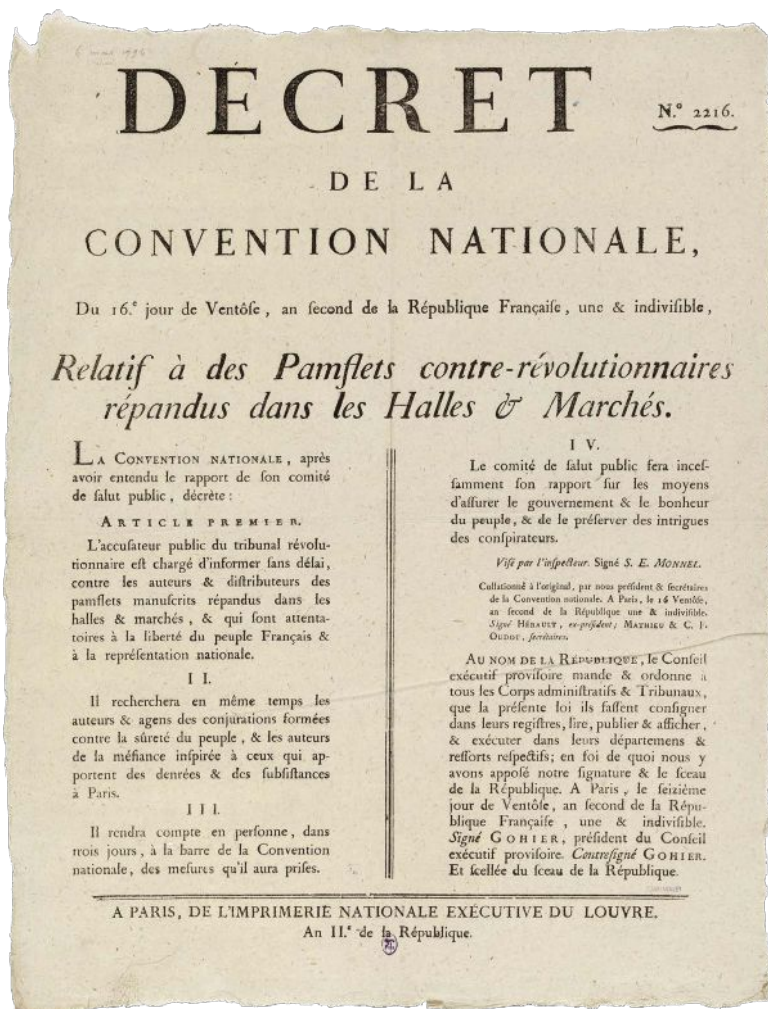 DÉCRET
N.º 2216.
DE LA
CONVENTION NATIONALE,
Du 16.e jour de Ventôſe, an ſecond de la République Françaiſe, une & indiviſible,
Relatif à des Pamflets contre-révolutionnaires
répandus dans les Halles & Marchés.
LA CONVENTION NATIONALE, après
avoir entendu le rapport de ſon comité
de ſalut public, décrète :
ARTICLE PREMIER.
L'accuſateur public du tribunal révolu-
tionnaire eſt chargé d'informer ſans délai,
contre les auteurs & diſtributeurs des
pamflets manuſcrits répandus dans les
halles & marchés, & qui ſont attenta-
toires à la liberté du peuple Français &
à la repréſentation nationale.
II.
Il recherchera en même temps les
auteurs & agens des conjurations formées
contre la ſûreté du peuple, & les auteurs
de la méfiance inſpirée à ceux qui ap-
portent des denrées & des ſubſiſtances
à Paris.
III.
Il rendra compte en perſonne, dans
trois jours, à la barre de la Convention
nationale, des meſures qu'il aura priſes.
IV.
Le comité de ſalut public fera inceſ-
ſamment ſon rapport ſur les moyens
d'aſſurer le gouvernement & le bonheur
du peuple, & de le préſerver des intrigues
des conſpirateurs.
Viſé par l'inſpecteur. Signé S. E. MONNEL.
Collationné à l'original, par nous préſident & ſecrétaires
de la Convention nationale. A Paris, le 16 Ventôſe,
an ſecond de la République une & indiviſible.
Signé HÉRAULT, ex-préſident; MATHIEU & C. F.
OUDOT, ſecrétaires.
AU NOM DE LA RÉPUBLIQUE, le Conſeil
exécutif proviſoire mande & ordonne à
tous les Corps adminiſtratifs & Tribunaux,
que la préſente loi ils faſſent conſigner
dans leurs regiſtres, lire, publier & afficher,
& exécuter dans leurs départemens &
reſſorts reſpectifs; en foi de quoi nous y
avons appoſé notre ſignature & le ſceau
de la République. A Paris, le ſeizième
jour de Ventôſe, an ſecond de la Répu-
blique Françaiſe, une & indiviſible.
Signé GOHIER, préſident du Conſeil
exécutif proviſoire. Contreſigné GOHIER.
Et ſcellée du ſceau de la République.
A PARIS, DE L'IMPRIMERIE NATIONALE EXÉCUTIVE DU LOUVRE.
An II.e de la République.